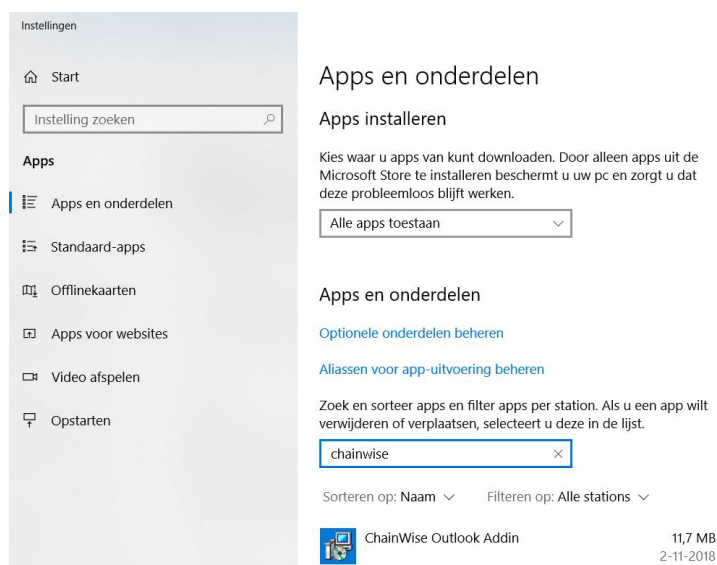 Instellingen
Start
Instelling zoeken
Apps
Apps en onderdelen
Standaard-apps
Offlinekaarten
Apps voor websites
Video afspelen
Opstarten
Apps en onderdelen
Apps installeren
Kies waar u apps van kunt downloaden. Door alleen apps uit de
Microsoft Store te installeren beschermt u uw pc en zorgt u dat
deze probleemloos blijft werken.
Alle apps toestaan
Apps en onderdelen
Optionele onderdelen beheren
Aliassen voor app-uitvoering beheren
Zoek en sorteer apps en filter apps per station. Als u een app wilt
verwijderen of verplaatsen, selecteert u deze in de lijst.
chainwise
Sorteren op: Naam Filteren op: Alle stations
ChainWise Outlook Addin 11,7 MB
2-11-2018